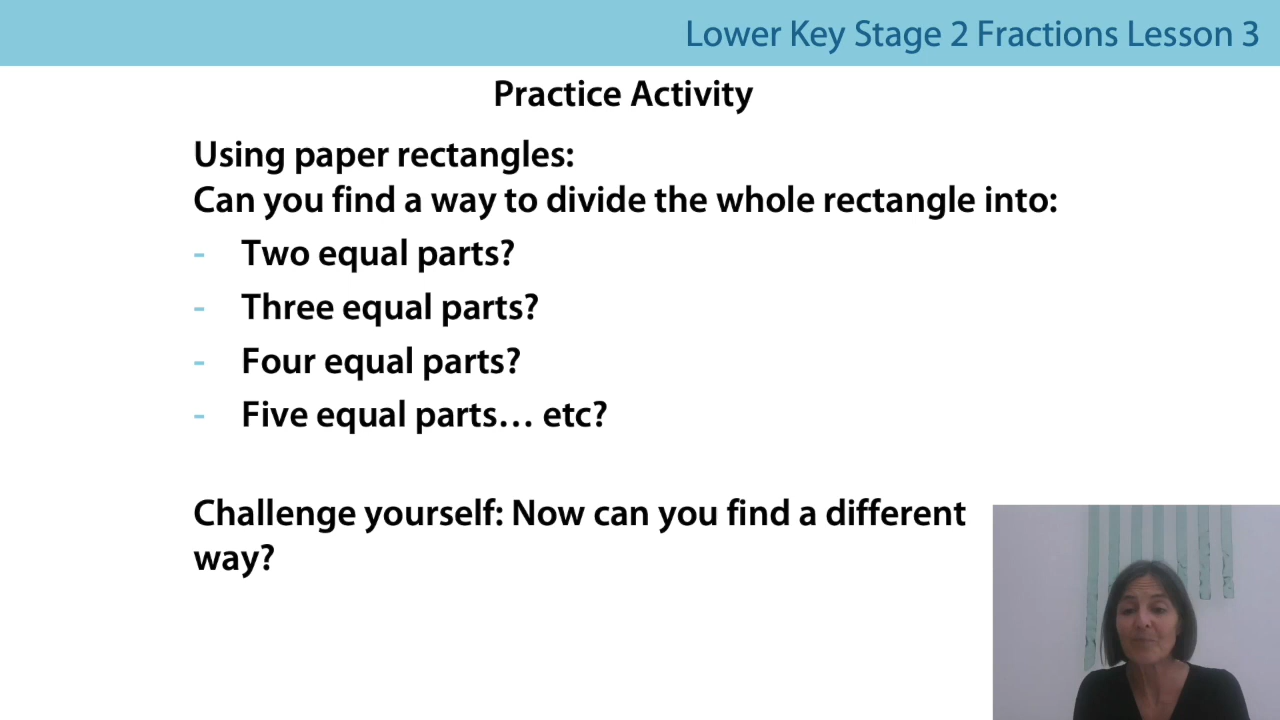 Lower Key Stage 2 Fractions Lesson 3
Practice Activity
Using paper rectangles:
Can you find a way to divide the whole rectangle into:
- Two equal parts?
- Three equal parts?
- Four equal parts?
- Five equal parts... etc?
Challenge yourself: Now can you find a different
way?